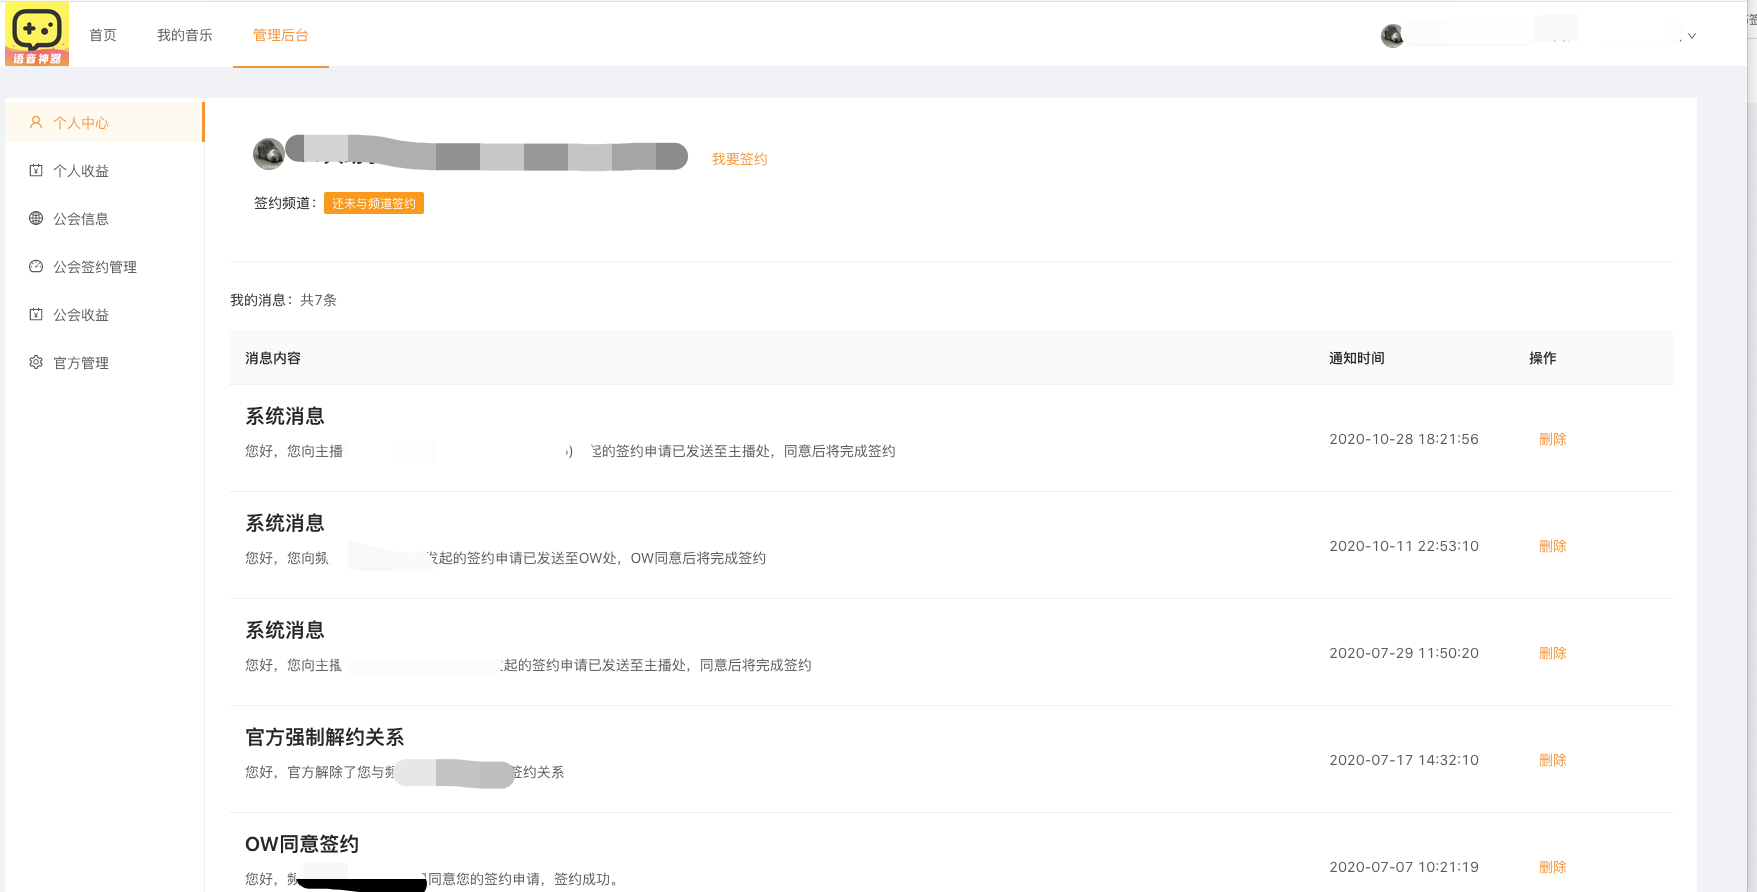 语音神器
首页 我的音乐 管理后台
个人中心
个人收益
公会信息
公会签约管理
公会收益
官方管理
我要签约
签约频道： 还未与频道签约
我的消息：共7条
消息内容 通知时间 操作
系统消息
您好，您向主播 ) 起的签约申请已发送至主播处，同意后将完成签约
2020-10-28 18:21:56 删除
系统消息
您好，您向频 发起的签约申请已发送至OW处，OW同意后将完成签约
2020-10-11 22:53:10 删除
系统消息
您好，您向主播 起的签约申请已发送至主播处，同意后将完成签约
2020-07-29 11:50:20 删除
官方强制解约关系
您好，官方解除了您与频 签约关系
2020-07-17 14:32:10 删除
OW同意签约
您好，频 同意您的签约申请，签约成功。
2020-07-07 10:21:19 删除